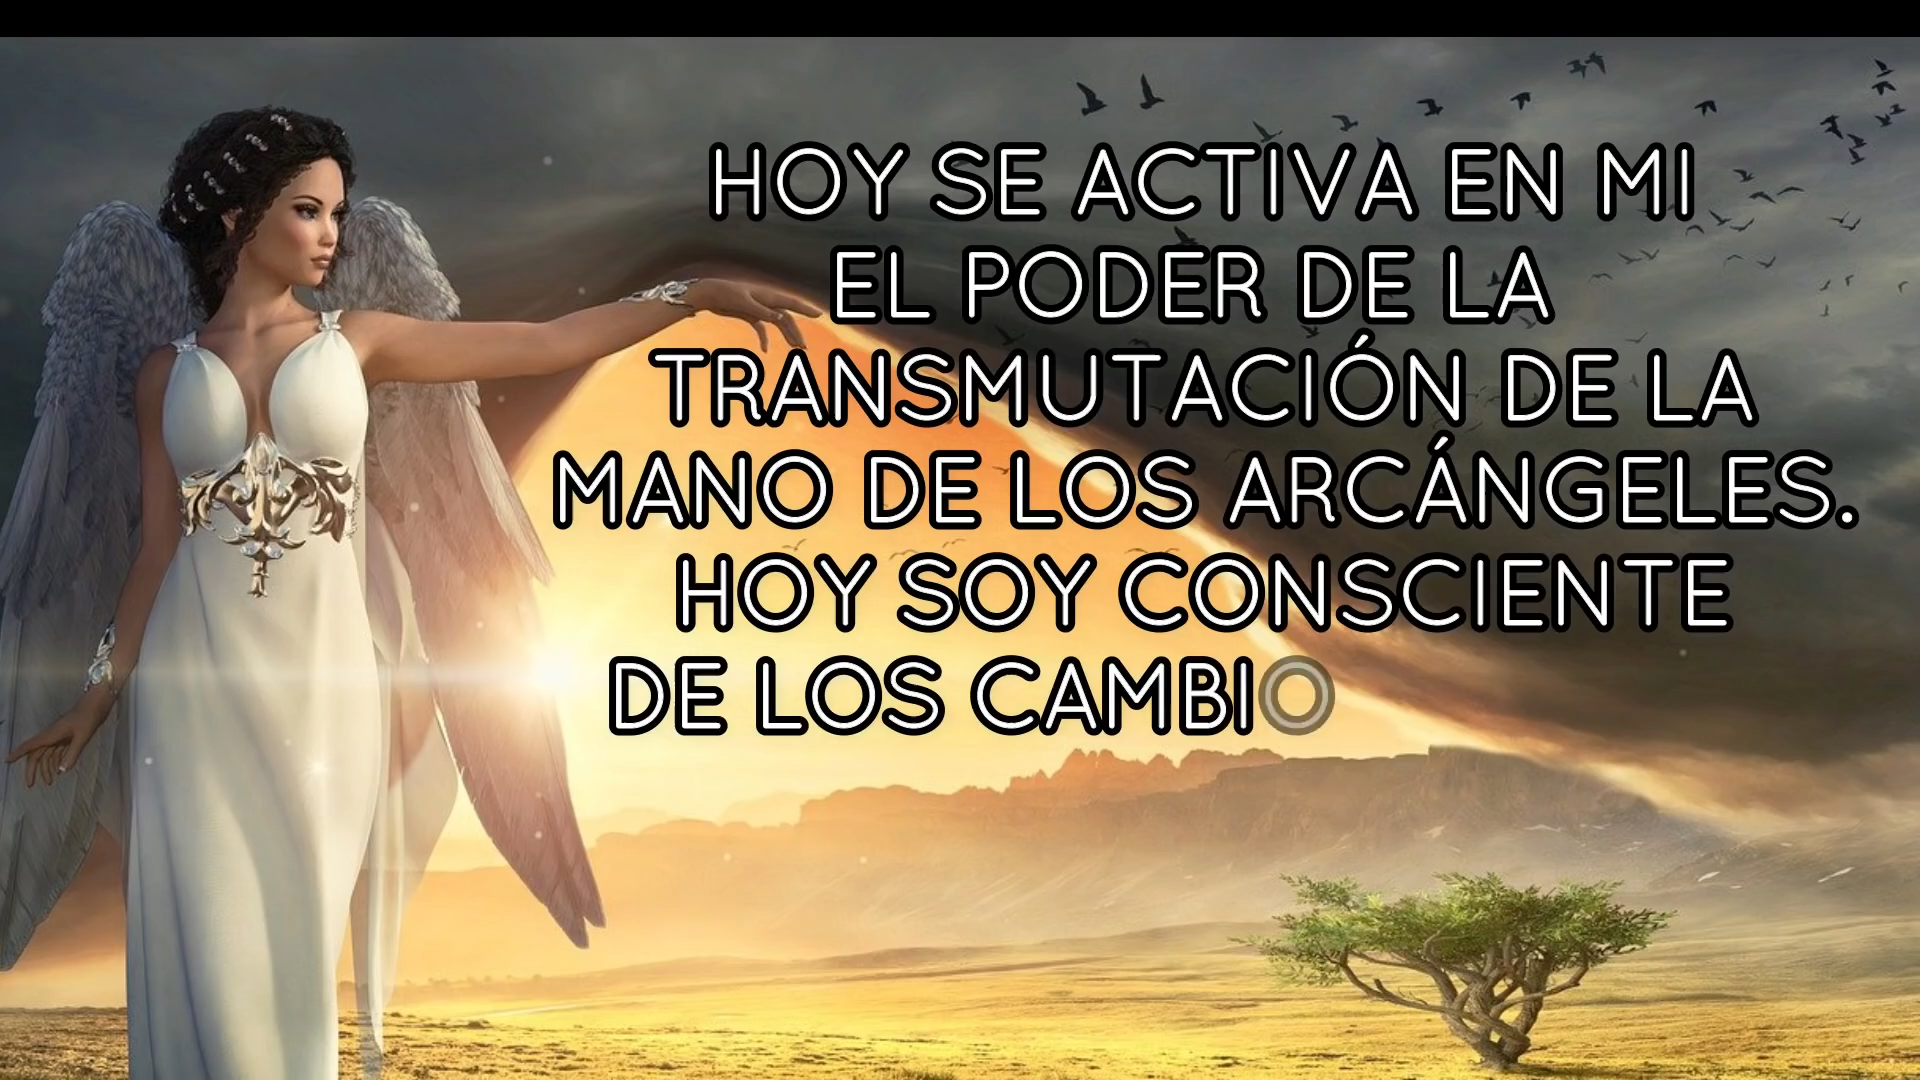 HOY SE ACTIVA EN MI
EL PODER DE LA
TRANSMUTACIÓN DE LA
MANO DE LOS ARCÁNGELES.
HOY SOY CONSCIENTE
DE LOS CAMBIO